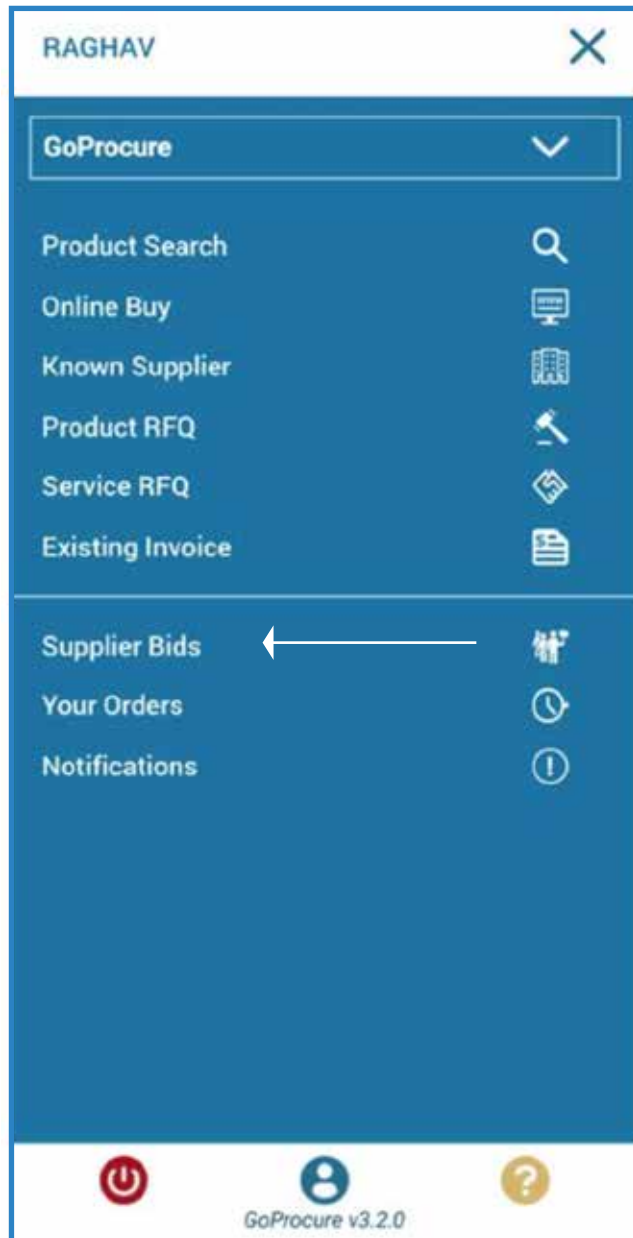 RAGHAV
GoProcure
Product Search
Online Buy
Known Supplier
Product RFQ
Service RFQ
Existing Invoice
Supplier Bids
Your Orders
Notifications
GoProcure v3.2.0